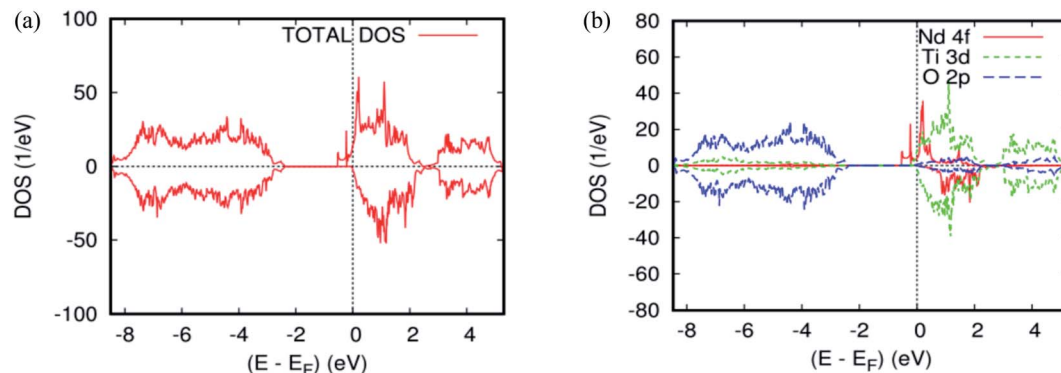 (a)
TOTAL DOS
100
50
0
-50
-100
DOS (1/eV)
-8 -6 -4 -2 0 2 4
(E - E_F) (eV)
(b)
Nd 4f
Ti 3d
O 2p
80
60
40
20
0
-20
-40
-60
-80
DOS (1/eV)
-8 -6 -4 -2 0 2 4
(E - E_F) (eV)